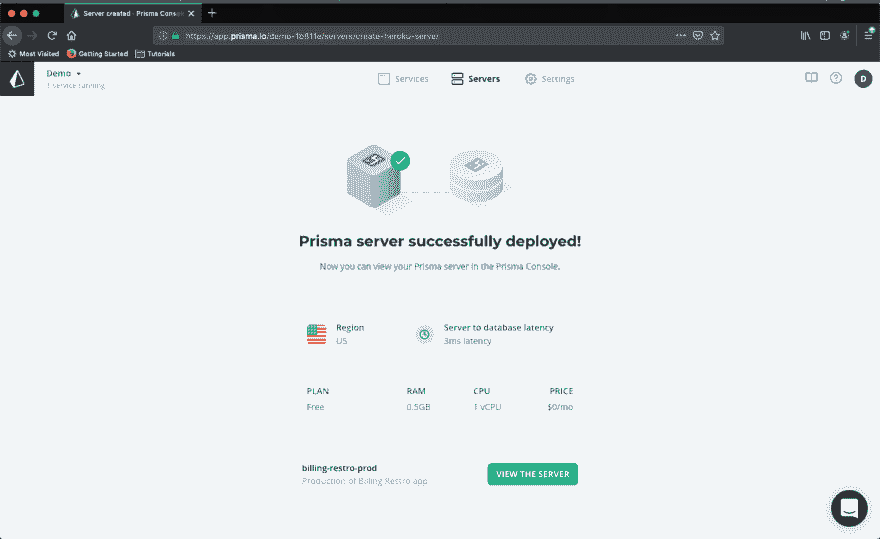 Server created - Prisma Consol
https://app.prisma.io/demo-1b811e/servers/create-heroku-server
Most Visited Getting Started Tutorials
Demo
1 service running
Services Servers Settings
D
Prisma server successfully deployed!
Now you can view your Prisma server in the Prisma Console.
Region
US
Server to database latency
3ms latency
PLAN RAM CPU PRICE
Free 0.5GB 1 vCPU $0/mo
billing-restro-prod
Production of Billing Restro app
VIEW THE SERVER